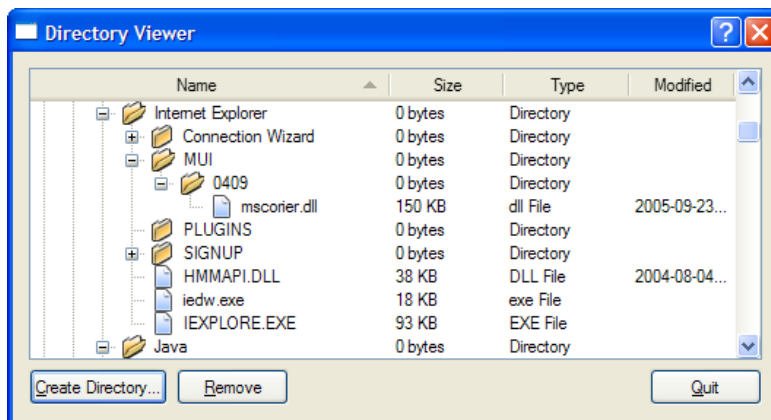 Directory Viewer
Name Size Type Modified
Internet Explorer 0 bytes Directory
Connection Wizard 0 bytes Directory
MUI 0 bytes Directory
0409 0 bytes Directory
mscorier.dll 150 KB dll File 2005-09-23...
PLUGINS 0 bytes Directory
SIGNUP 0 bytes Directory
HMMAPI.DLL 38 KB DLL File 2004-08-04...
iedw.exe 18 KB exe File
IEXPLORE.EXE 93 KB EXE File
Java 0 bytes Directory
Create Directory... Remove Quit